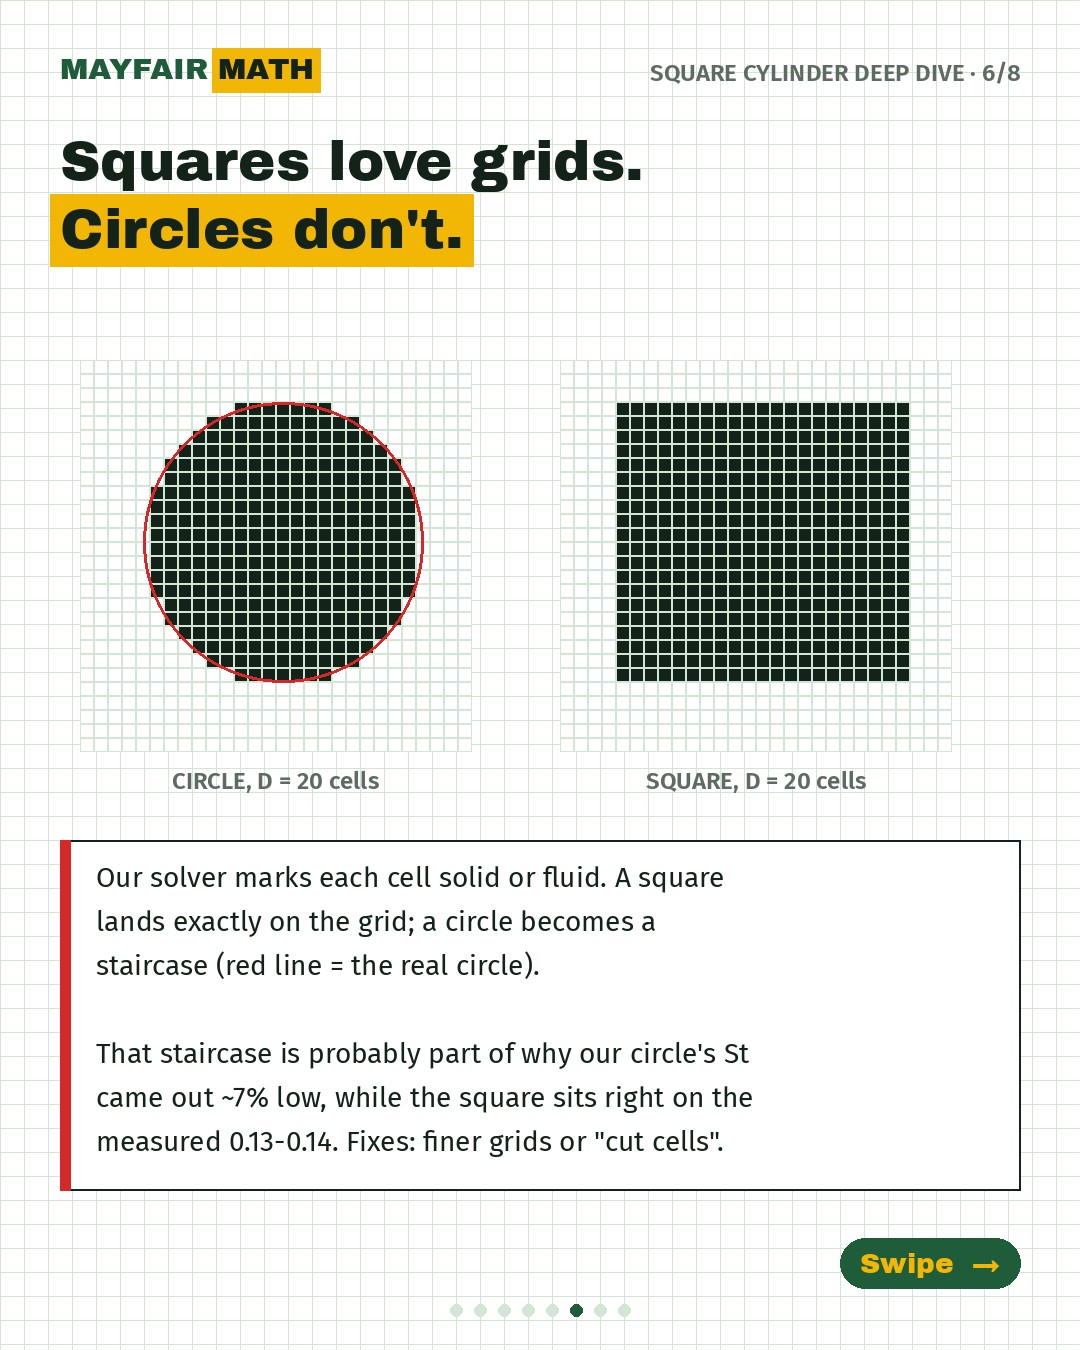 MAYFAIR MATH
SQUARE CYLINDER DEEP DIVE · 6/8
Squares love grids.
Circles don't.
CIRCLE, D = 20 cells
SQUARE, D = 20 cells
Our solver marks each cell solid or fluid. A square
lands exactly on the grid; a circle becomes a
staircase (red line = the real circle).
That staircase is probably part of why our circle's St
came out ~7% low, while the square sits right on the
measured 0.13-0.14. Fixes: finer grids or "cut cells".
Swipe →